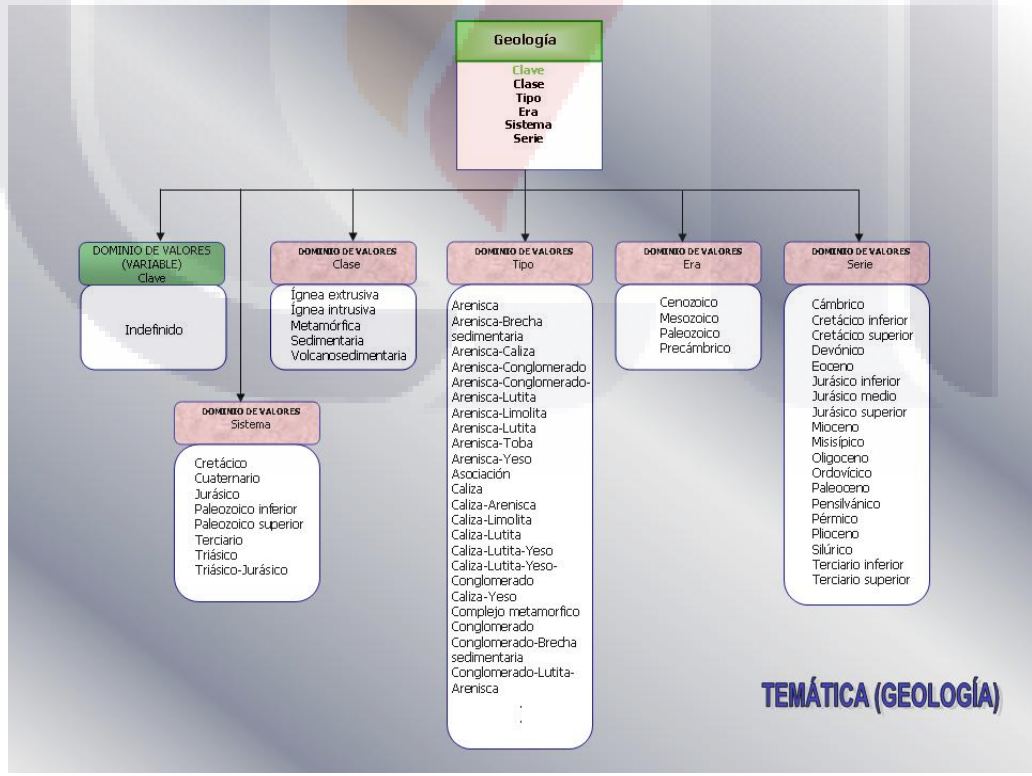 Geología
Clave
Clase
Tipo
Era
Sistema
Serie
DOMINIO DE VALORES
(VARIABLE)
Clave
Indefinido
DOMINIO DE VALORES
Clase
Ígnea extrusiva
Ígnea intrusiva
Metamórfica
Sedimentaria
Volcanosedimentaria
DOMINIO DE VALORES
Tipo
Arenisca
Arenisca-Brecha
sedimentaria
Arenisca-Caliza
Arenisca-Conglomerado
Arenisca-Conglomerado-
Arenisca-Lutita
Arenisca-Limolita
Arenisca-Lutita
Arenisca-Toba
Arenisca-Yeso
Asociación
Caliza
Caliza-Arenisca
Caliza-Limolita
Caliza-Lutita
Caliza-Lutita-Yeso
Caliza-Lutita-Yeso-
Conglomerado
Caliza-Yeso
Complejo metamorfico
Conglomerado
Conglomerado-Brecha
sedimentaria
Conglomerado-Lutita-
Arenisca
.
.
DOMINIO DE VALORES
Era
Cenozoico
Mesozoico
Paleozoico
Precámbrico
DOMINIO DE VALORES
Serie
Cámbrico
Cretácico inferior
Cretácico superior
Devónico
Eoceno
Jurásico inferior
Jurásico medio
Jurásico superior
Mioceno
Misisípico
Oligoceno
Ordovícico
Paleoceno
Pensilvánico
Pérmico
Plioceno
Silúrico
Terciario inferior
Terciario superior
DOMINIO DE VALORES
Sistema
Cretácico
Cuaternario
Jurásico
Paleozoico inferior
Paleozoico superior
Terciario
Triásico
Triásico-Jurásico
TEMÁTICA (GEOLOGÍA)